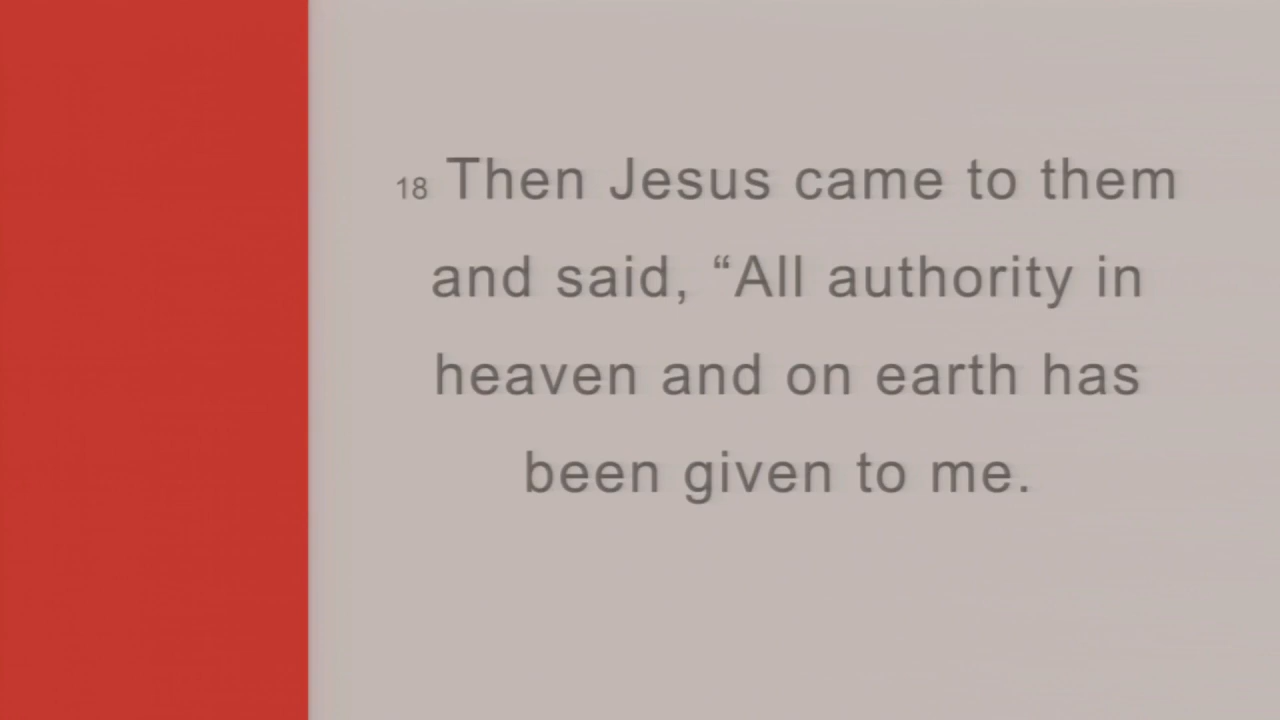 18 Then Jesus came to them
and said, “All authority in
heaven and on earth has
been given to me.